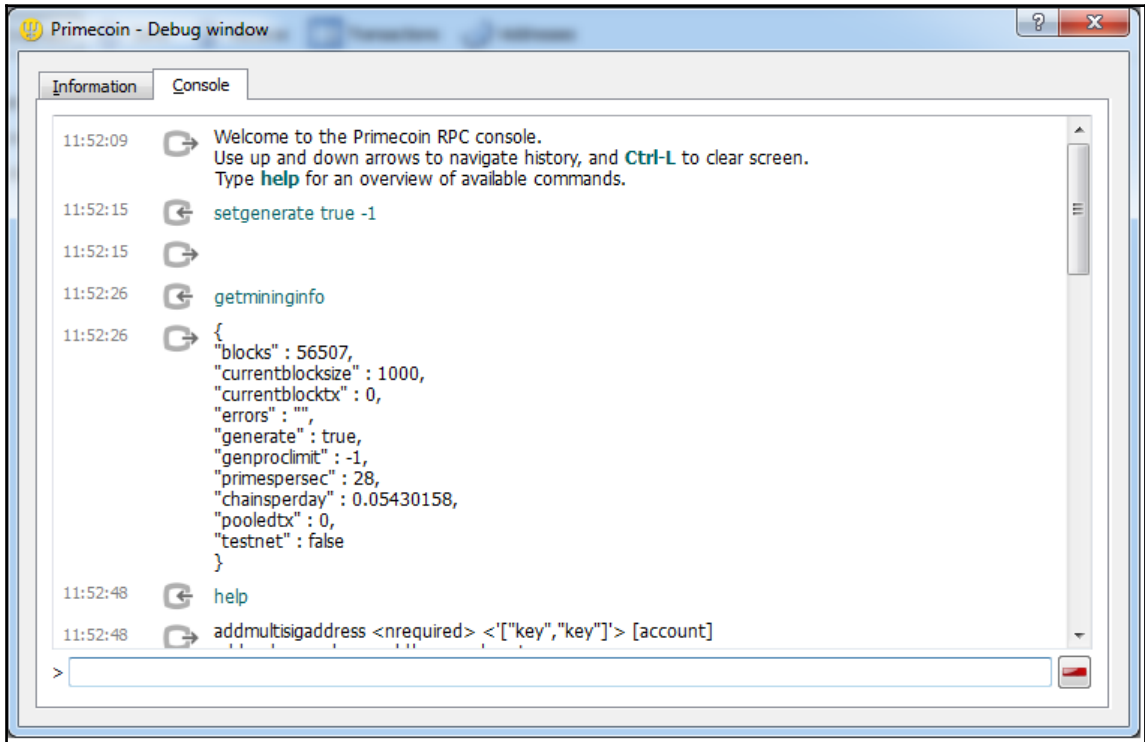 Primecoin - Debug window
Information Console
11:52:09 Welcome to the Primecoin RPC console.
Use up and down arrows to navigate history, and Ctrl-L to clear screen.
Type help for an overview of available commands.
11:52:15 setgenerate true -1
11:52:15
11:52:26 getmininginfo
11:52:26 {
"blocks" : 56507,
"currentblocksize" : 1000,
"currentblocktx" : 0,
"errors" : "",
"generate" : true,
"genproclimit" : -1,
"primespersec" : 28,
"chainsperday" : 0.05430158,
"pooledtx" : 0,
"testnet" : false
}
11:52:48 help
11:52:48 addmultisigaddress <nrequired> <'["key","key"]'> [account]
>